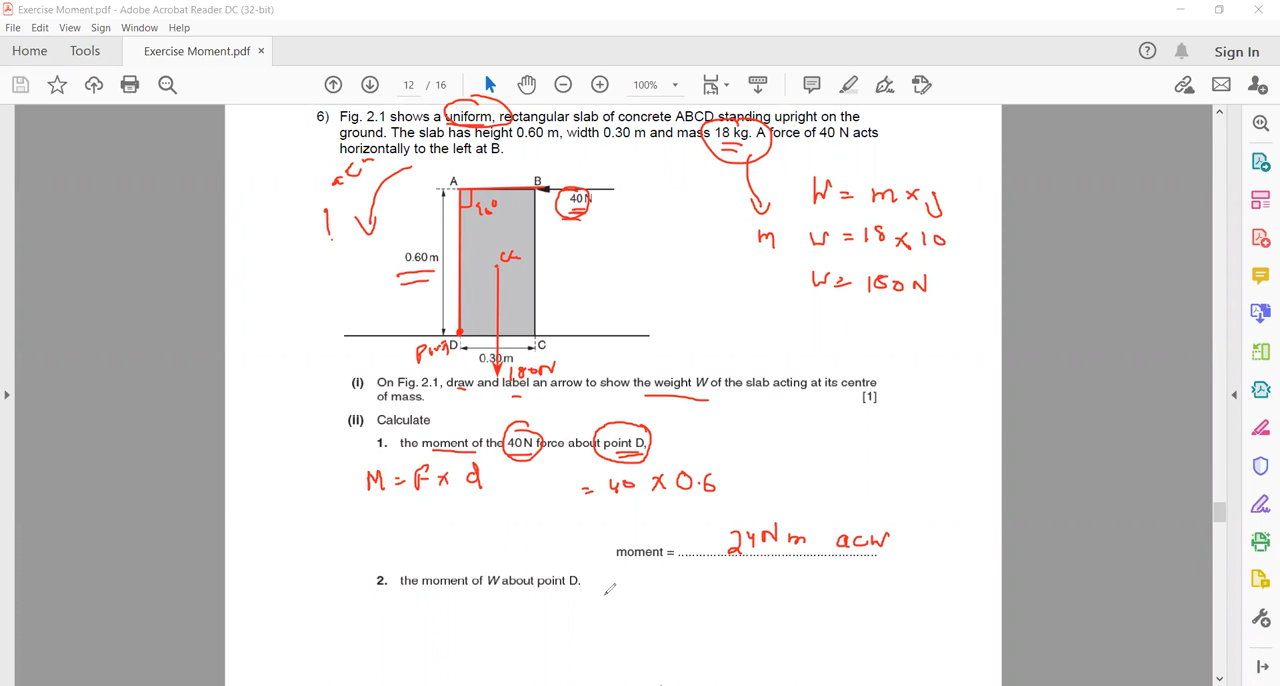 Exercise Moment.pdf - Adobe Acrobat Reader DC (32-bit)
File Edit View Sign Window Help
Home Tools Exercise Moment.pdf × Sign In
12 / 16 100%
6) Fig. 2.1 shows a uniform, rectangular slab of concrete ABCD standing upright on the
ground. The slab has height 0.60 m, width 0.30 m and mass 18 kg. A force of 40 N acts
horizontally to the left at B.
A B
40 N
90°
W = m × g
m W = 18 × 10
W = 180N
0.60 m
D C
0.30 m
180N
(i) On Fig. 2.1, draw and label an arrow to show the weight W of the slab acting at its centre
of mass. [1]
(ii) Calculate
1. the moment of the 40 N force about point D,
M = F × d = 40 × 0.6
24 N m acw
moment = ..........................................................
2. the moment of W about point D.